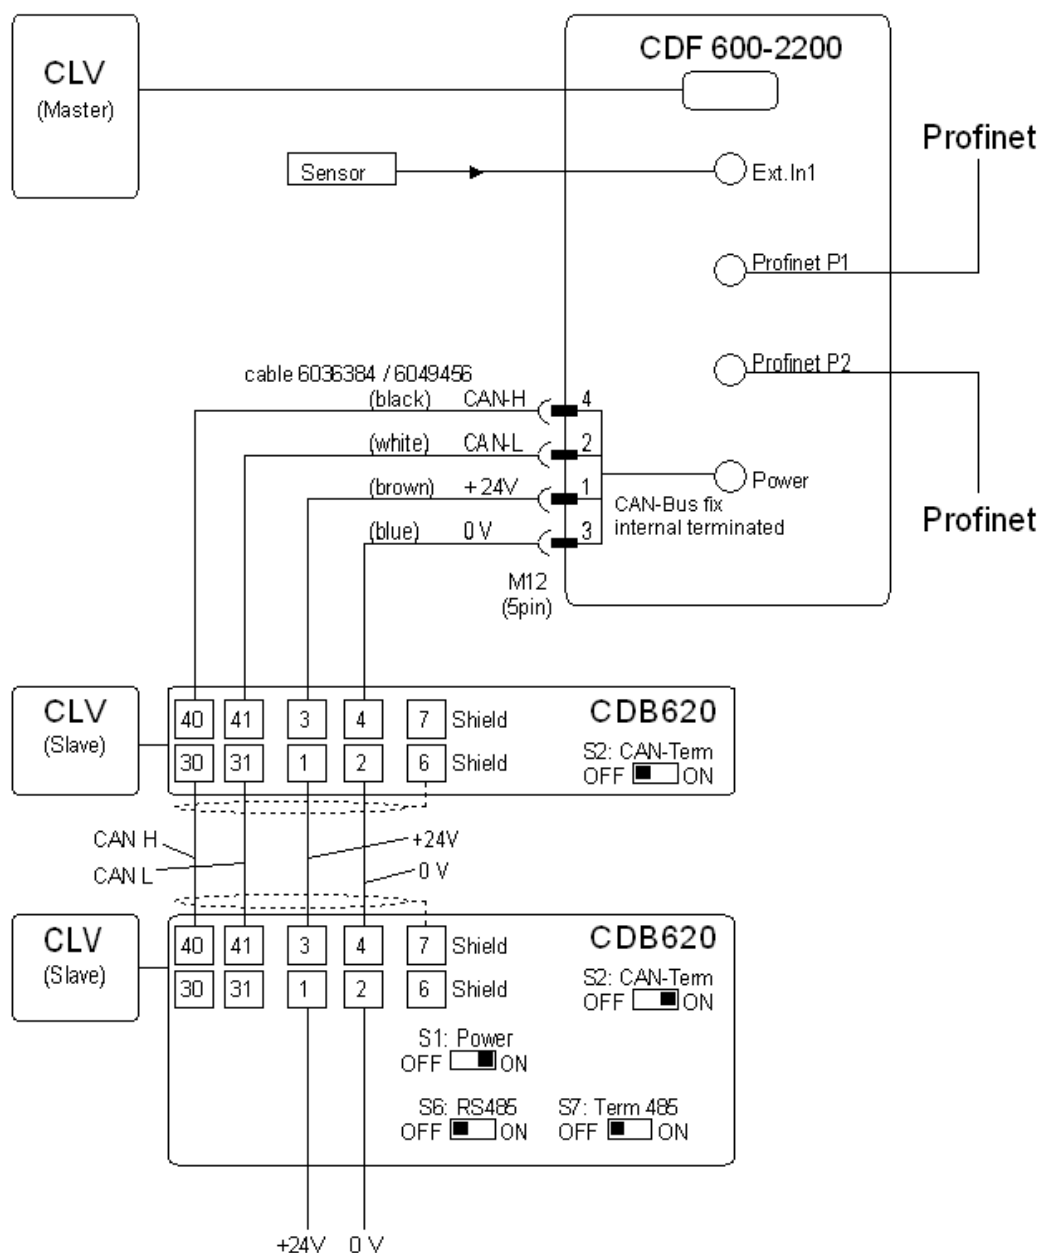 CLV
(Master)
CDF 600-2200
Profinet
Sensor
Ext.In1
Profinet P1
Profinet P2
cable 6036384 / 6049456
(black) CAN-H 4
(white) CAN-L 2
(brown) +24V 1
Power
CAN-Bus fix
internal terminated
(blue) 0 V 3
Profinet
M12
(5pin)
CLV
(Slave)
40 41 3 4 7 Shield
CDB620
30 31 1 2 6 Shield
S2: CAN-Term
OFF ON
CAN H
+24V
CAN L
0 V
CLV
(Slave)
40 41 3 4 7 Shield
CDB620
30 31 1 2 6 Shield
S2: CAN-Term
OFF ON
S1: Power
OFF ON
S6: RS485
OFF ON
S7: Term 485
OFF ON
+24V 0 V